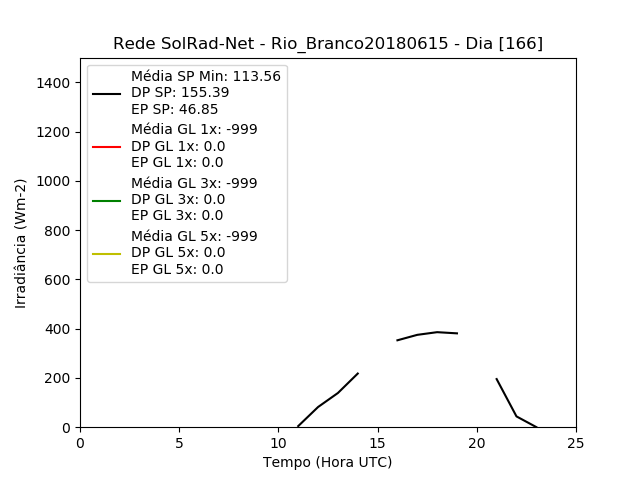 Rede SolRad-Net - Rio_Branco20180615 - Dia [166]
Média SP Min: 113.56
DP SP: 155.39
EP SP: 46.85
Média GL 1x: -999
DP GL 1x: 0.0
EP GL 1x: 0.0
Média GL 3x: -999
DP GL 3x: 0.0
EP GL 3x: 0.0
Média GL 5x: -999
DP GL 5x: 0.0
EP GL 5x: 0.0
Irradiância (Wm-2)
1400
1200
1000
800
600
400
200
0
0 5 10 15 20 25
Tempo (Hora UTC)